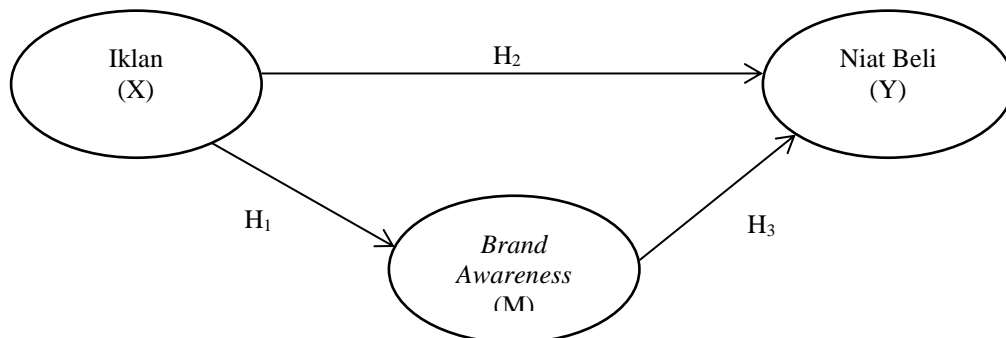 Iklan
(X)
H₂
Niat Beli
(Y)
H₁
Brand
Awareness
(M)
H₃